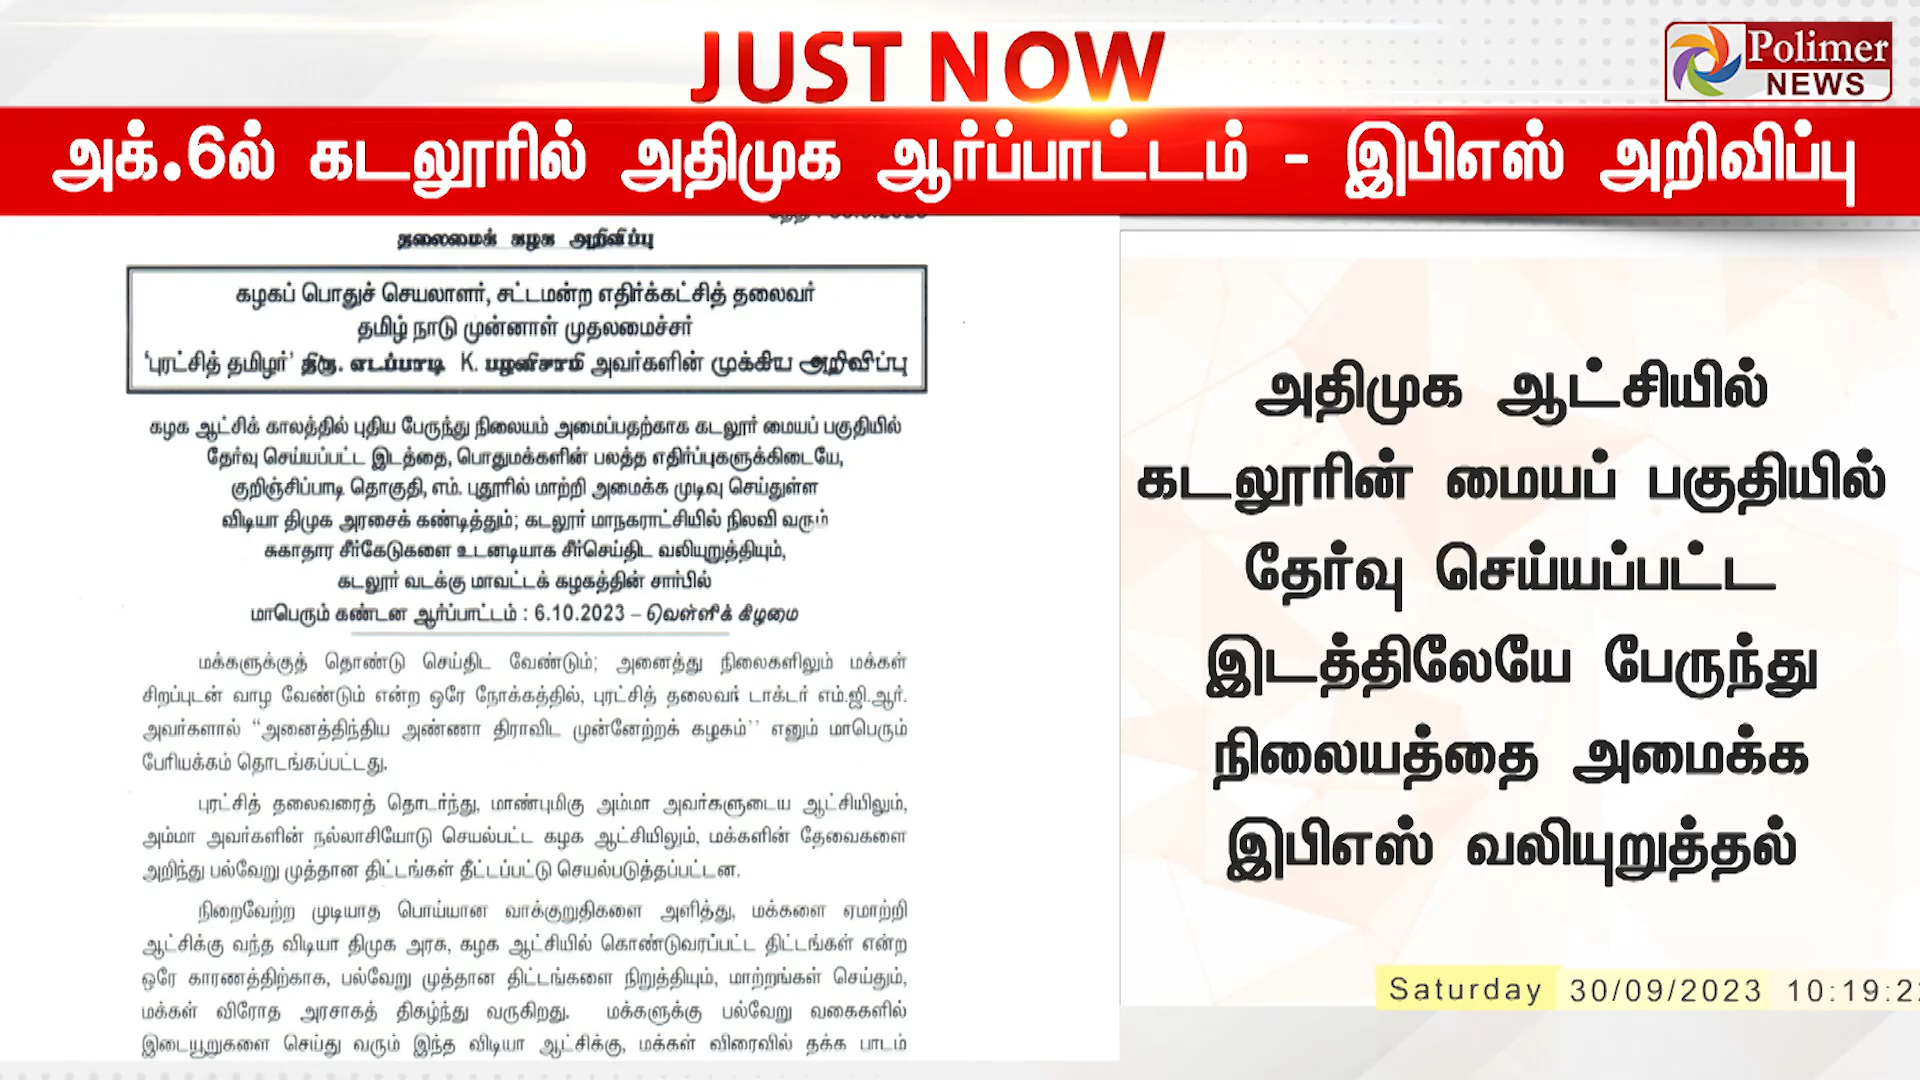 JUST NOW
Polimer
NEWS
அக்.6ல் கடலூரில் அதிமுக ஆர்ப்பாட்டம் - இபிஎஸ் அறிவிப்பு
தலைமைக் கழக அறிவிப்பு
கழகப் பொதுச் செயலாளர், சட்டமன்ற எதிர்க்கட்சித் தலைவர்
தமிழ் நாடு முன்னாள் முதலமைச்சர்
‘புரட்சித் தமிழர்’ திரு. எடப்பாடி K. பழனிசாமி அவர்களின் முக்கிய அறிவிப்பு
கழக ஆட்சிக் காலத்தில் புதிய பேருந்து நிலையம் அமைப்பதற்காக கடலூர் மையப் பகுதியில்
தேர்வு செய்யப்பட்ட இடத்தை, பொதுமக்களின் பலத்த எதிர்ப்புகளுக்கிடையே,
குறிஞ்சிப்பாடி தொகுதி, எம். புதூரில் மாற்றி அமைக்க முடிவு செய்துள்ள
விடியா திமுக அரசைக் கண்டித்தும்; கடலூர் மாநகராட்சியில் நிலவி வரும்
சுகாதார சீர்கேடுகளை உடனடியாக சீர்செய்திட வலியுறுத்தியும்,
கடலூர் வடக்கு மாவட்டக் கழகத்தின் சார்பில்
மாபெரும் கண்டன ஆர்ப்பாட்டம் : 6.10.2023 – வெள்ளிக் கிழமை
மக்களுக்குத் தொண்டு செய்திட வேண்டும்; அனைத்து நிலைகளிலும் மக்கள்
சிறப்புடன் வாழ வேண்டும் என்ற ஒரே நோக்கத்தில், புரட்சித் தலைவர் டாக்டர் எம்.ஜி.ஆர்.
அவர்களால் “அனைத்திந்திய அண்ணா திராவிட முன்னேற்றக் கழகம்’’ எனும் மாபெரும்
பேரியக்கம் தொடங்கப்பட்டது.
புரட்சித் தலைவரைத் தொடர்ந்து, மாண்புமிகு அம்மா அவர்களுடைய ஆட்சியிலும்,
அம்மா அவர்களின் நல்லாசியோடு செயல்பட்ட கழக ஆட்சியிலும், மக்களின் தேவைகளை
அறிந்து பல்வேறு முத்தான திட்டங்கள் தீட்டப்பட்டு செயல்படுத்தப்பட்டன.
நிறைவேற்ற முடியாத பொய்யான வாக்குறுதிகளை அளித்து, மக்களை ஏமாற்றி
ஆட்சிக்கு வந்த விடியா திமுக அரசு, கழக ஆட்சியில் கொண்டுவரப்பட்ட திட்டங்கள் என்ற
ஒரே காரணத்திற்காக, பல்வேறு முத்தான திட்டங்களை நிறுத்தியும், மாற்றங்கள் செய்தும்,
மக்கள் விரோத அரசாகத் திகழ்ந்து வருகிறது. மக்களுக்கு பல்வேறு வகைகளில்
இடையூறுகளை செய்து வரும் இந்த விடியா ஆட்சிக்கு, மக்கள் விரைவில் தக்க பாடம்
அதிமுக ஆட்சியில்
கடலூரின் மையப் பகுதியில்
தேர்வு செய்யப்பட்ட
இடத்திலேயே பேருந்து
நிலையத்தை அமைக்க
இபிஎஸ் வலியுறுத்தல்
Saturday 30/09/2023 10:19:22